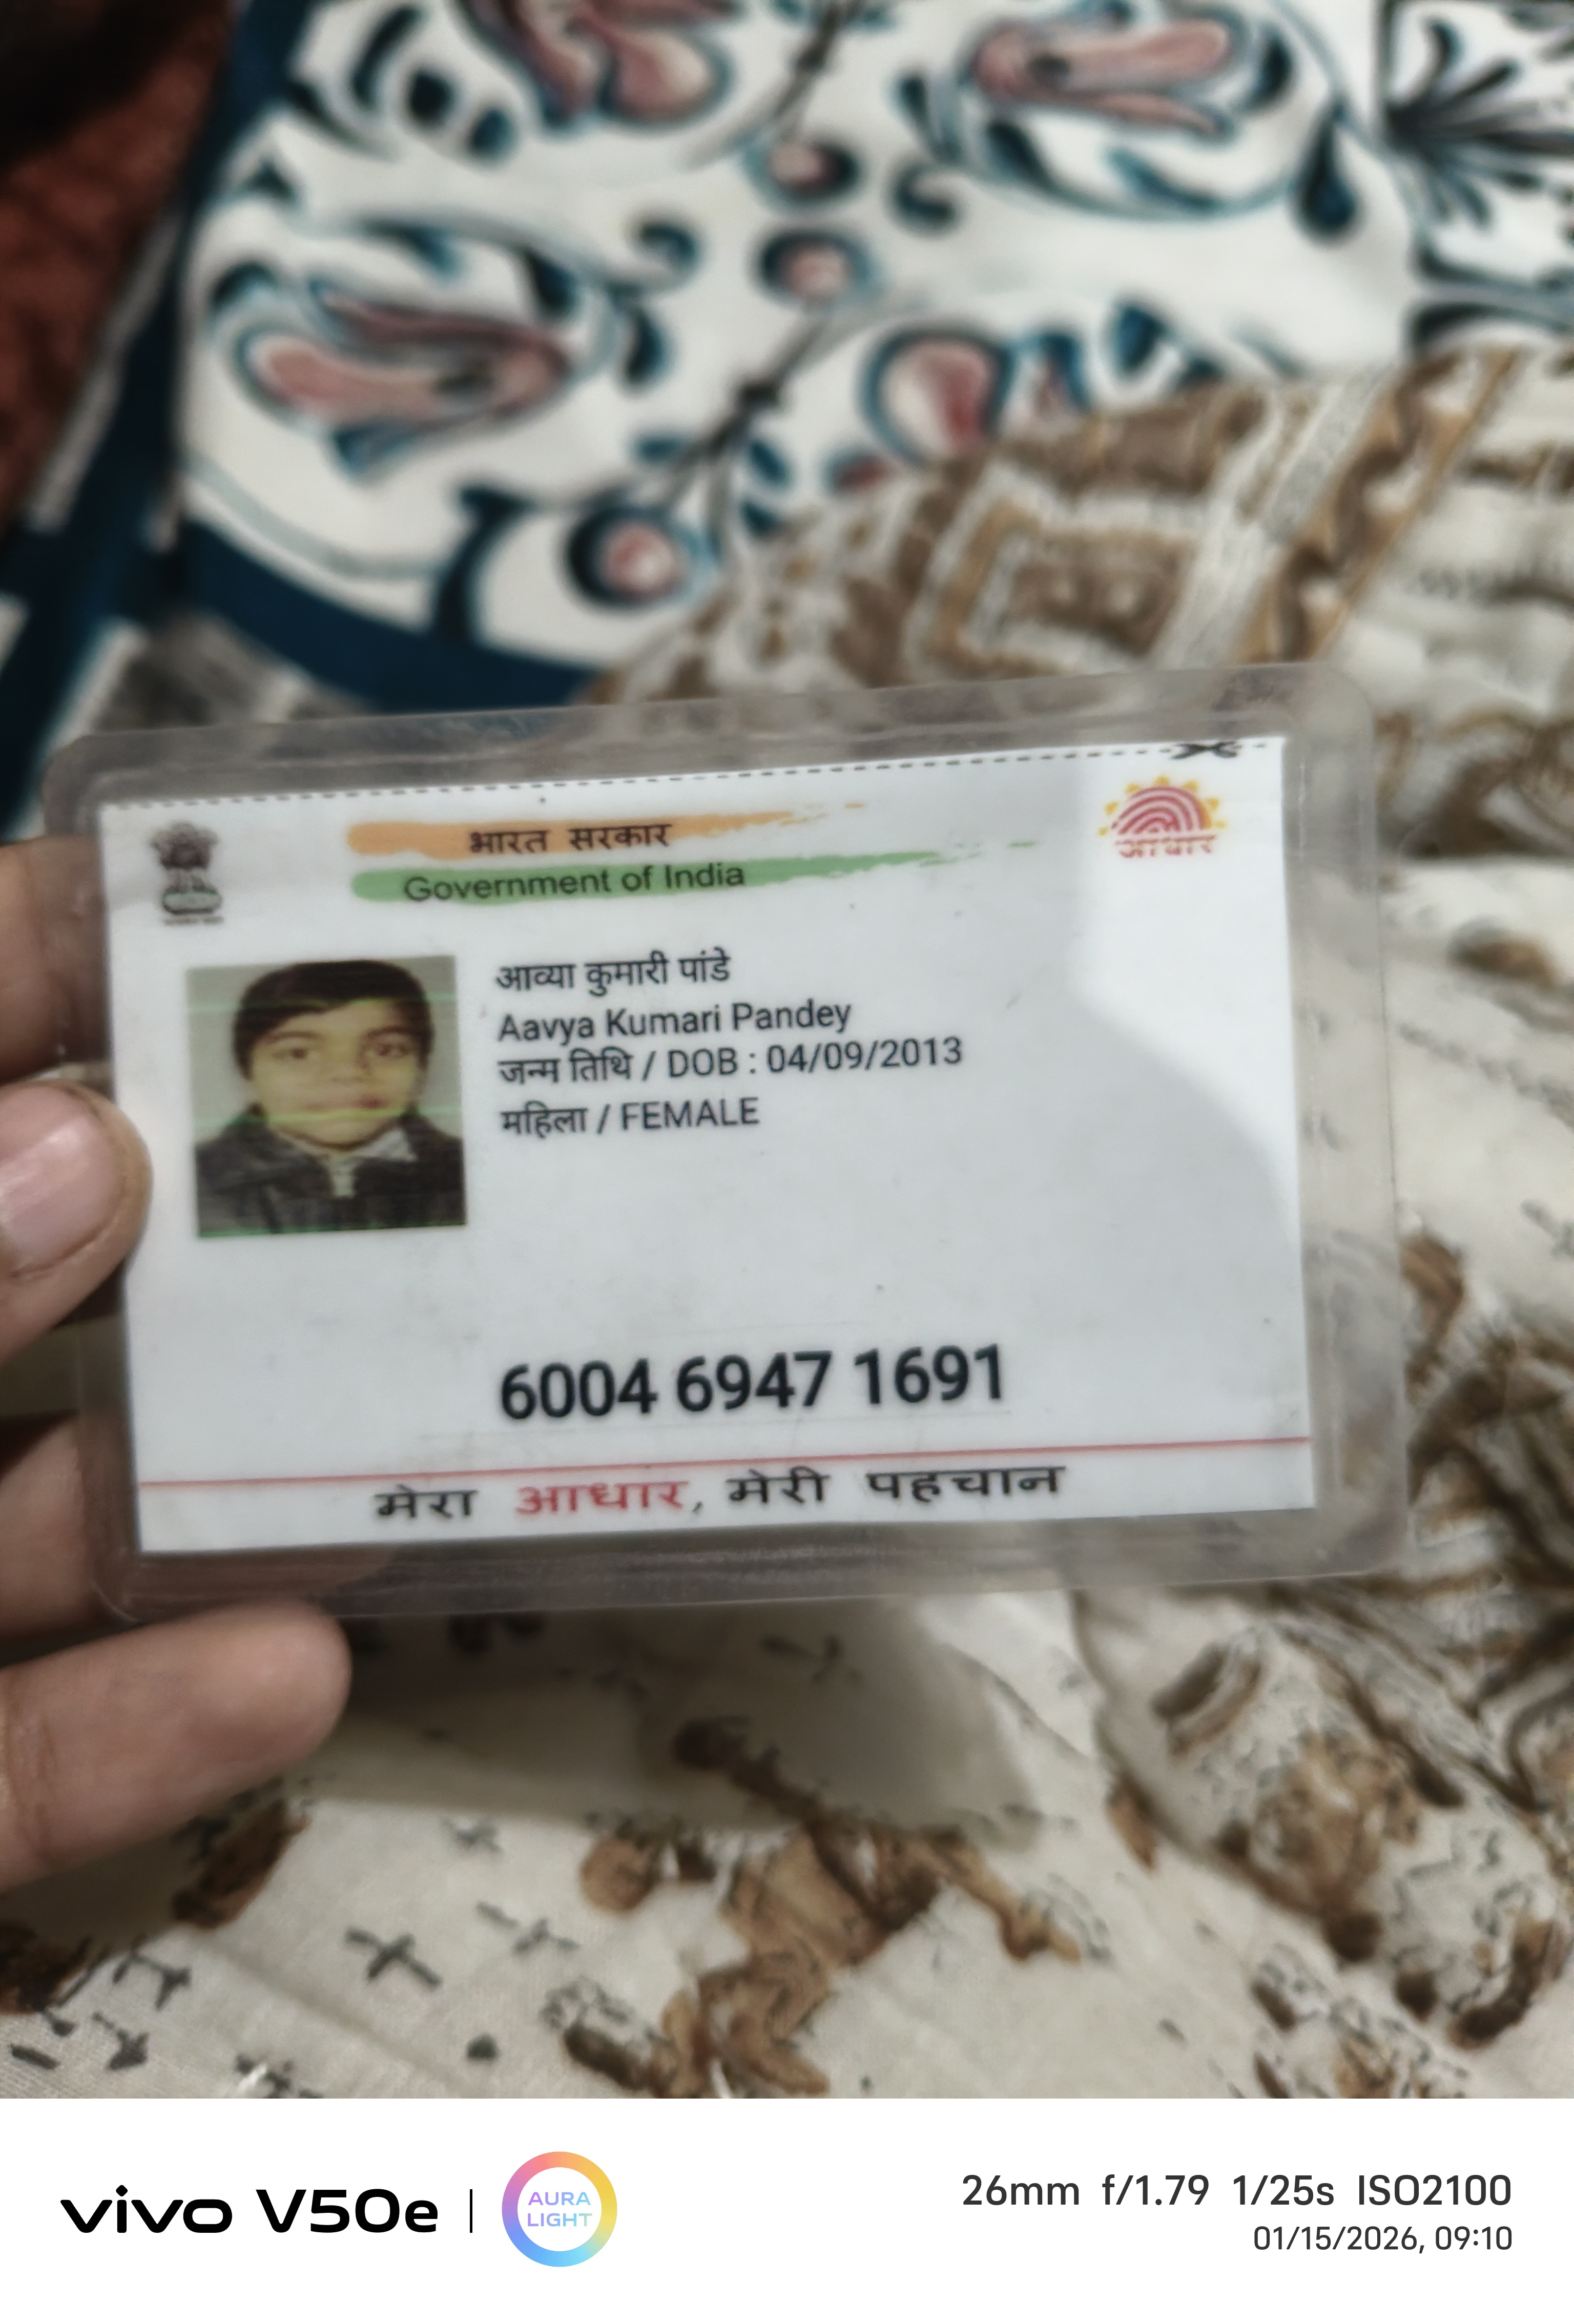 भारत सरकार
Government of India
आधार
आव्या कुमारी पांडे
Aavya Kumari Pandey
जन्म तिथि / DOB : 04/09/2013
महिला / FEMALE
6004 6947 1691
मेरा आधार, मेरी पहचान
vivo V50e | AURA LIGHT
26mm f/1.79 1/25s ISO2100
01/15/2026, 09:10